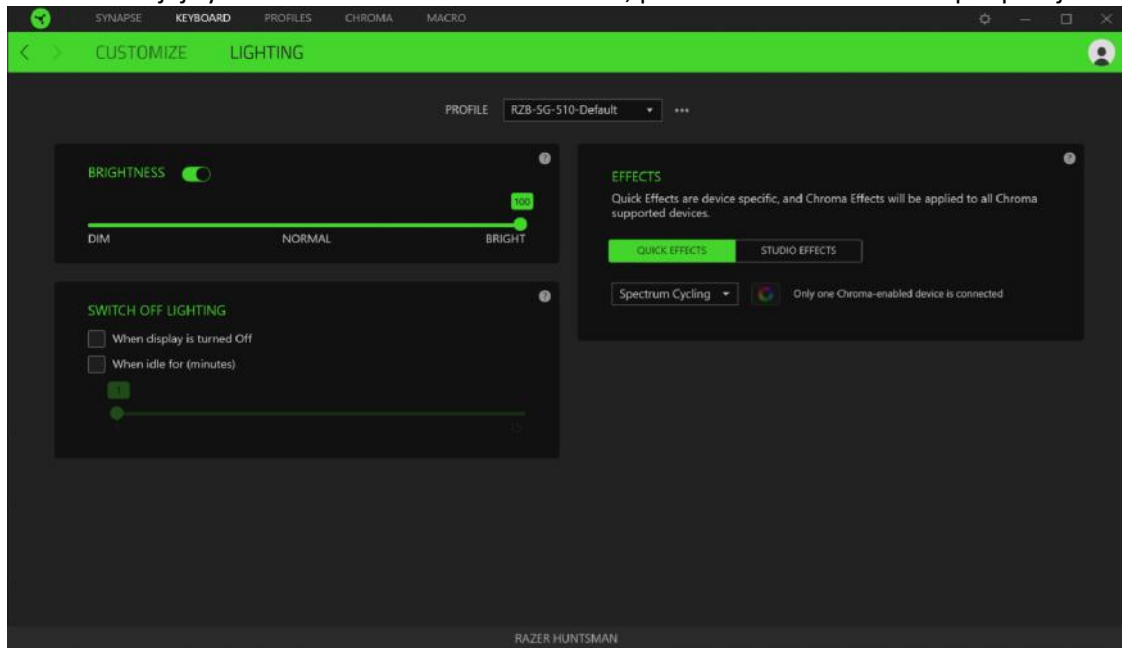 SYNAPSE KEYBOARD PROFILES CHROMA MACRO
CUSTOMIZE LIGHTING
PROFILE RZB-SG-510-Default
BRIGHTNESS
100
DIM NORMAL BRIGHT
SWITCH OFF LIGHTING
When display is turned Off
When idle for (minutes)
1
15
EFFECTS
Quick Effects are device specific, and Chroma Effects will be applied to all Chroma
supported devices.
QUICK EFFECTS STUDIO EFFECTS
Spectrum Cycling Only one Chroma-enabled device is connected
RAZER HUNTSMAN